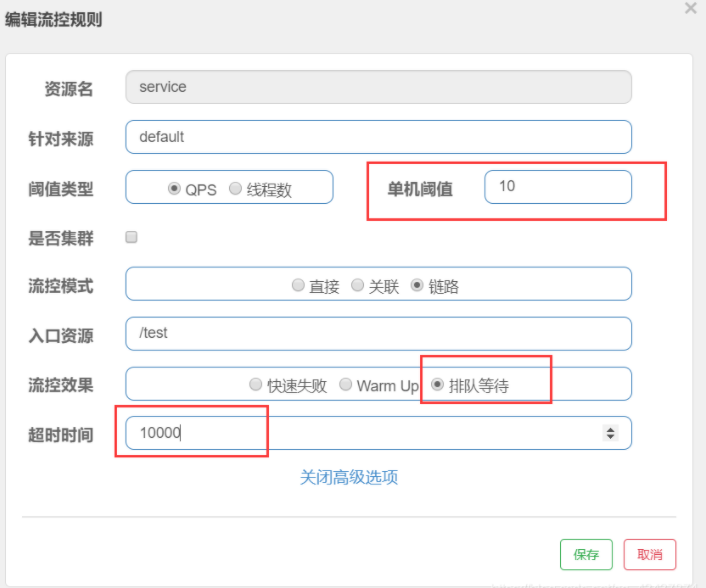 编辑流控规则
资源名 service
针对来源 default
阈值类型 QPS 线程数 单机阈值 10
是否集群
流控模式 直接 关联 链路
入口资源 /test
流控效果 快速失败 Warm Up 排队等待
超时时间 10000
关闭高级选项
保存 取消